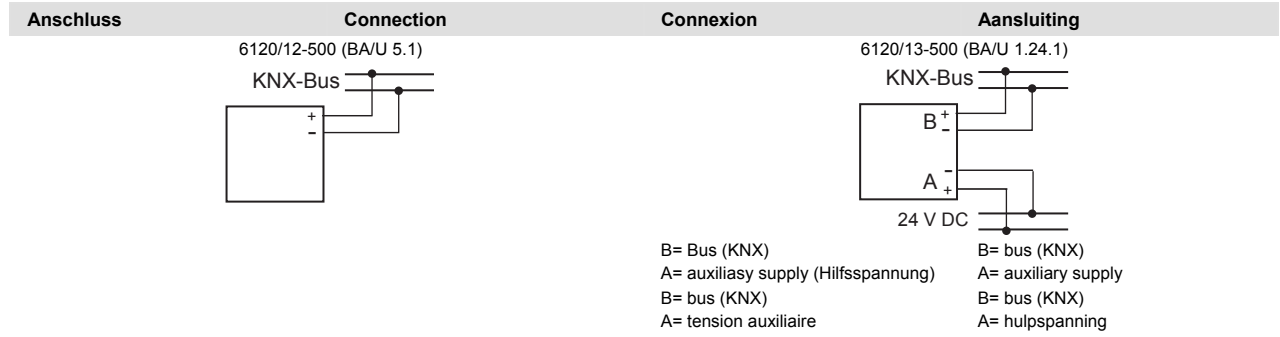 Anschluss Connection Connexion Aansluiting
6120/12-500 (BA/U 5.1)
KNX-Bus
+
-
6120/13-500 (BA/U 1.24.1)
KNX-Bus
B +
-
-
A +
24 V DC
B= Bus (KNX) B= bus (KNX)
A= auxiliasy supply (Hilfsspannung) A= auxiliary supply
B= bus (KNX) B= bus (KNX)
A= tension auxiliaire A= hulpspanning